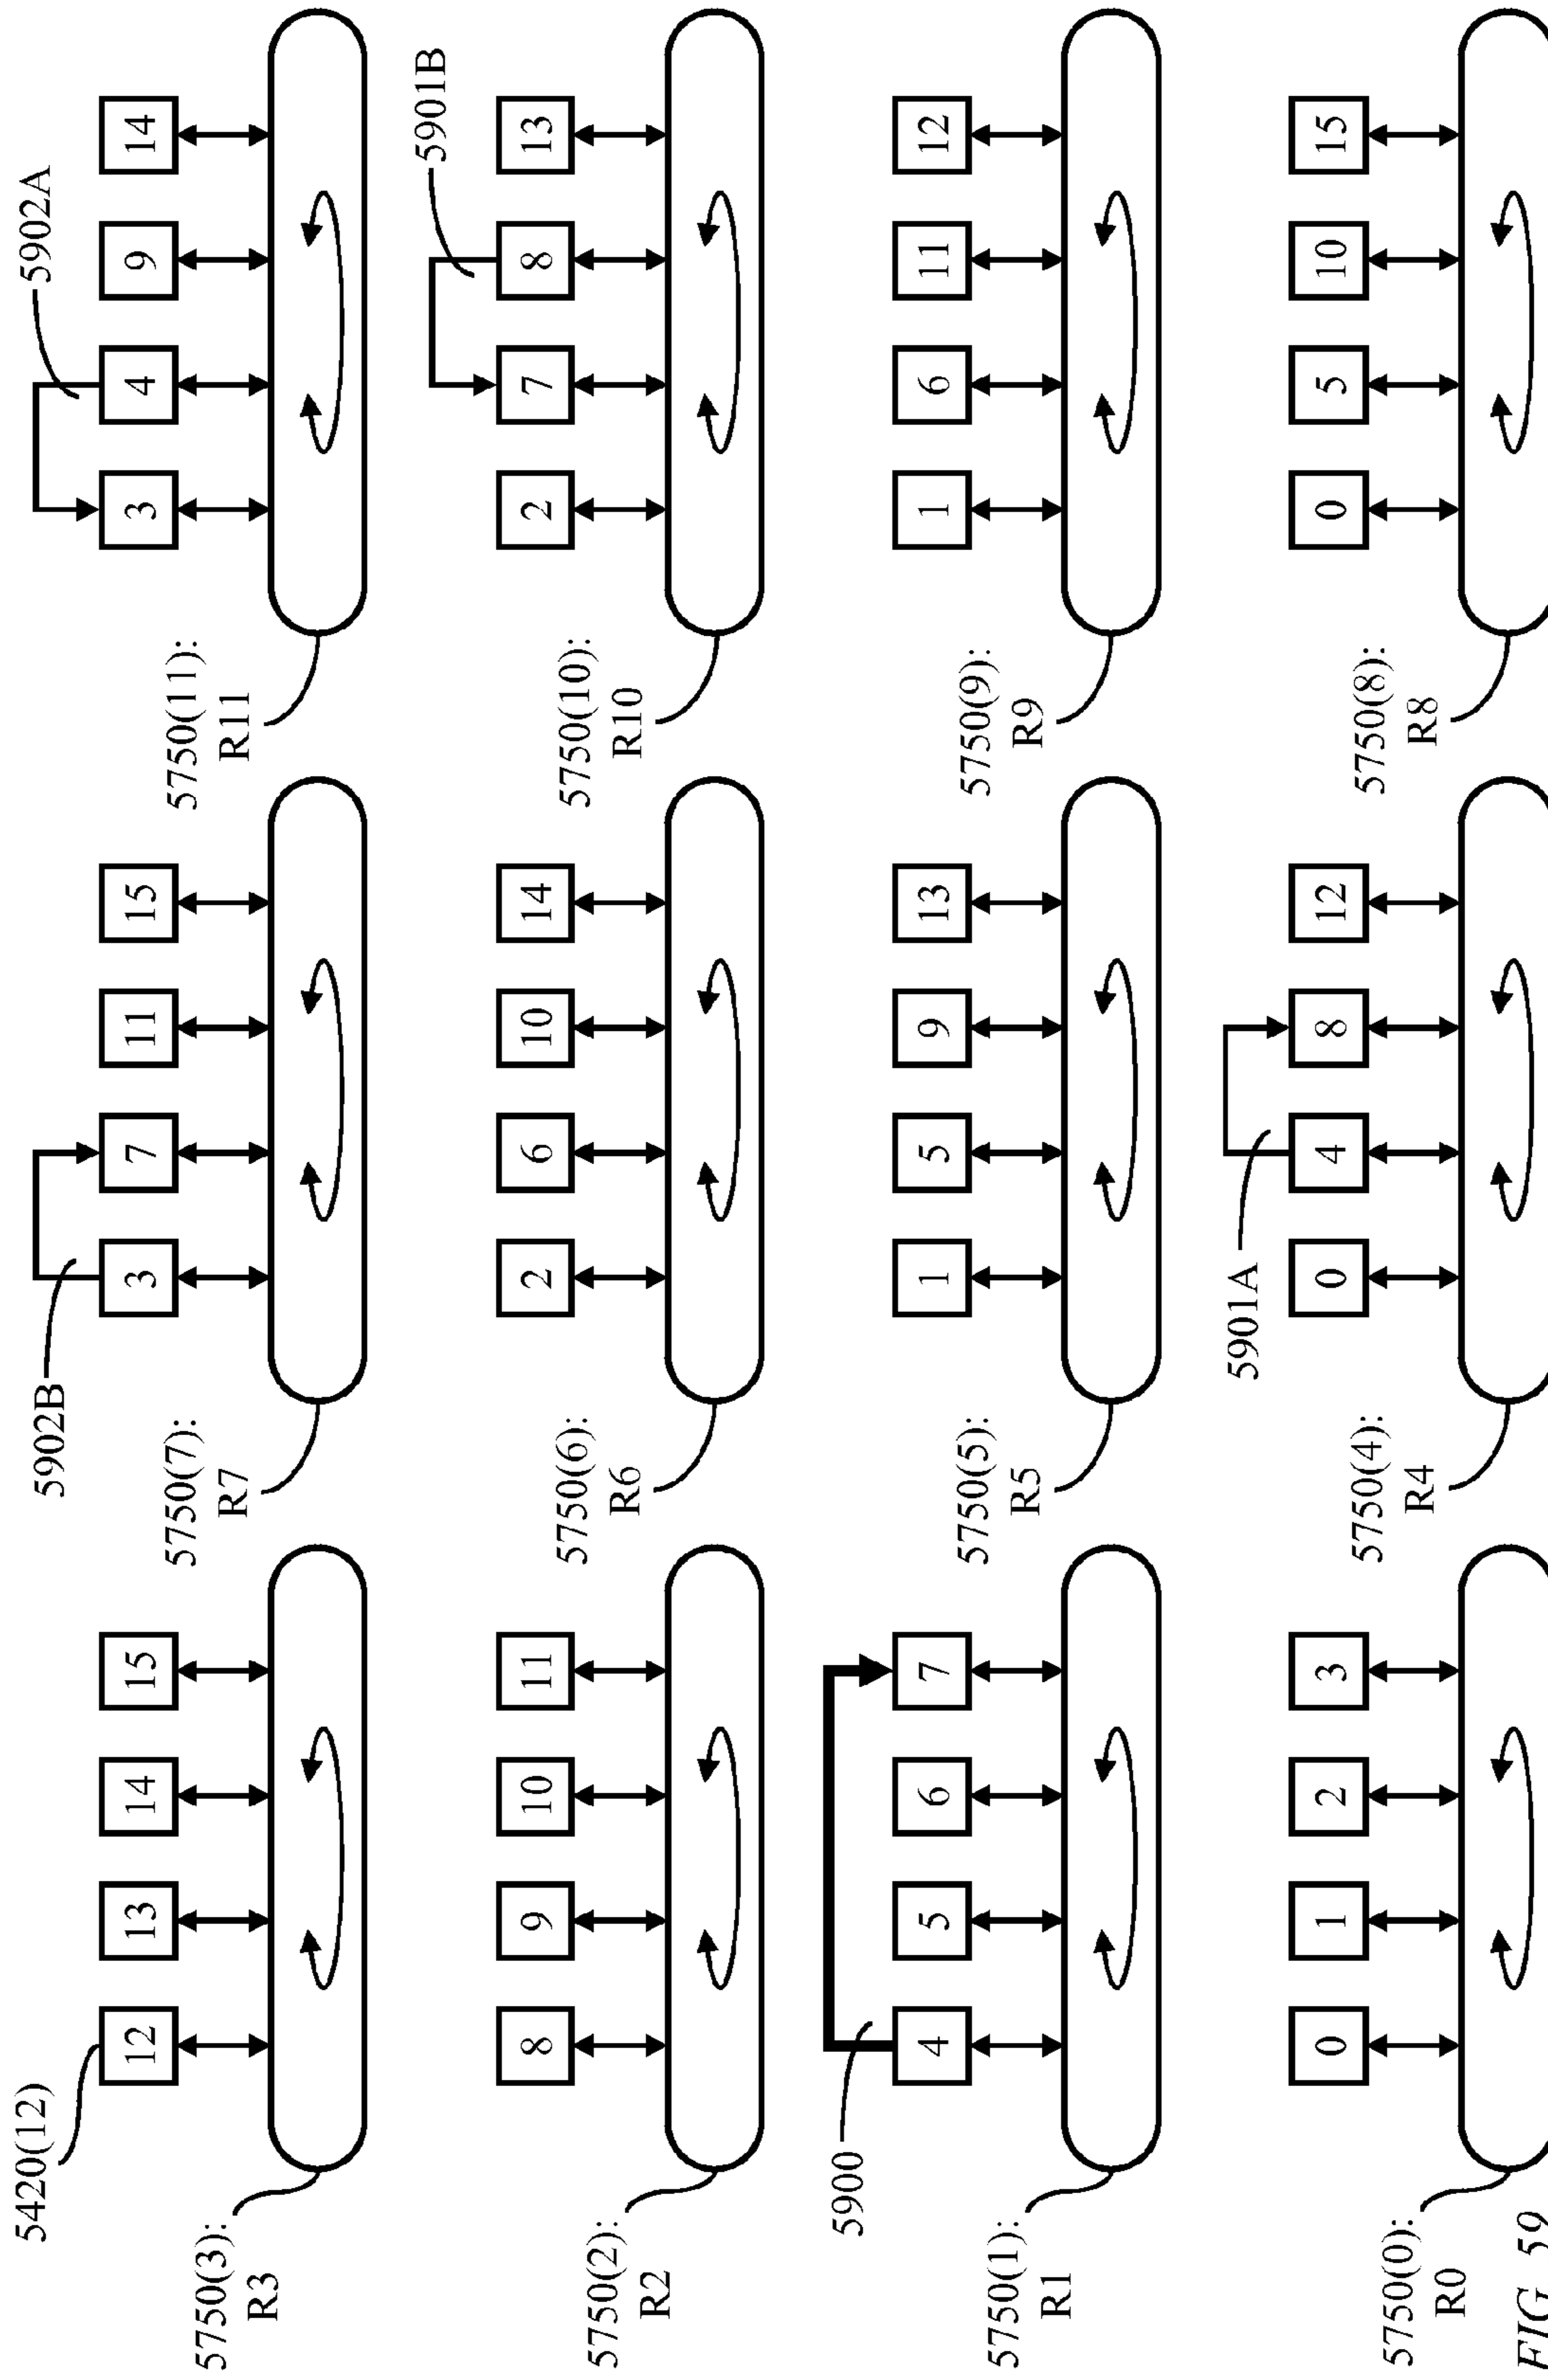 5420(12)
5902B
5902A
12 13 14 15
3 7 11 15
3 4 9 14
5750(3):
R3
5750(7):
R7
5750(11):
R11
5901B
8 9 10 11
2 6 10 14
2 7 8 13
5750(2):
R2
5750(6):
R6
5750(10):
R10
5900
4 5 6 7
1 5 9 13
1 6 11 12
5750(1):
R1
5750(5):
R5
5750(9):
R9
5901A
0 1 2 3
0 4 8 12
0 5 10 15
5750(0):
R0
5750(4):
R4
5750(8):
R8
FIG. 59